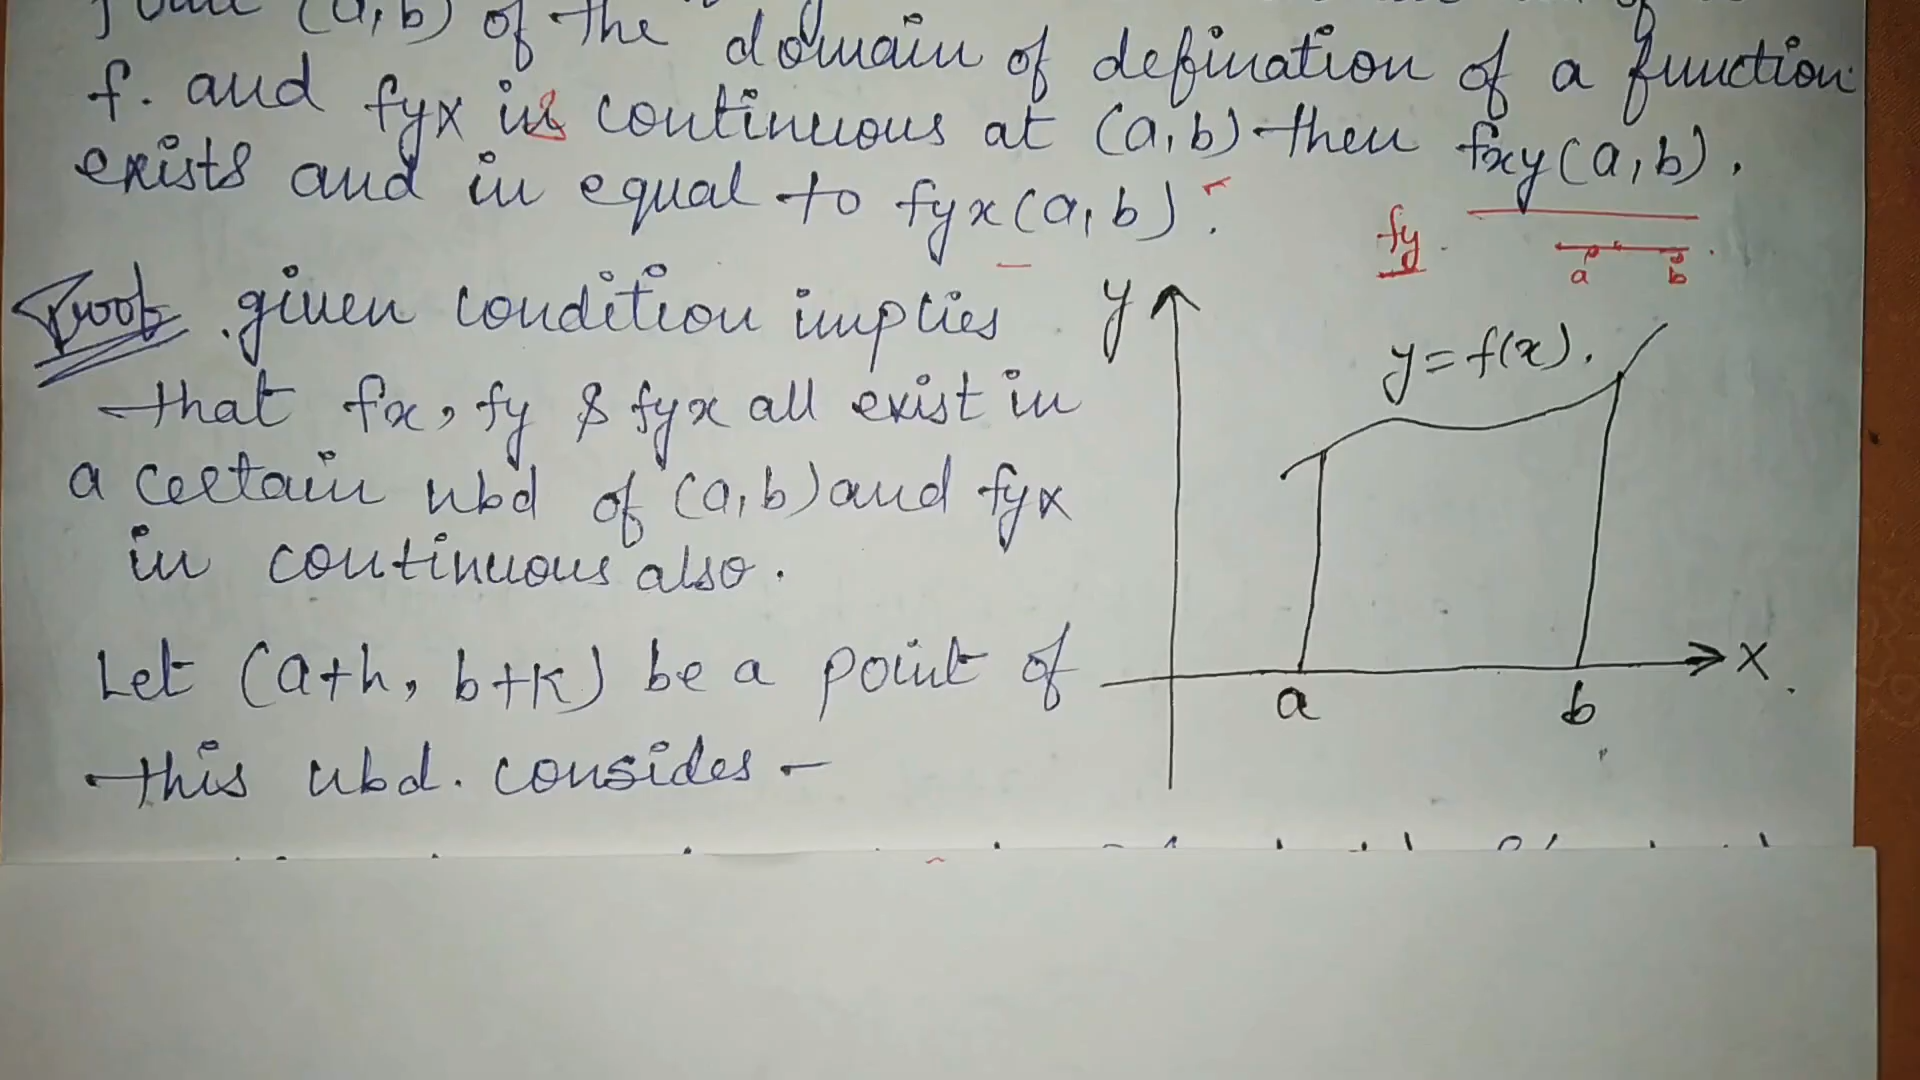 (a,b) of the
domain of defination of a function
f. and fyx is continuous at (a,b) then fxy(a,b).
exists and in equal to fyx(a,b).
fy.
a b
Proof. given condition implies
that fx, fy & fyx all exist in
a certain nbd of (a,b) and fyx
in continuous also.
Let (a+h, b+k) be a point of
this nbd. consider -
y
y=f(x).
a b
x.